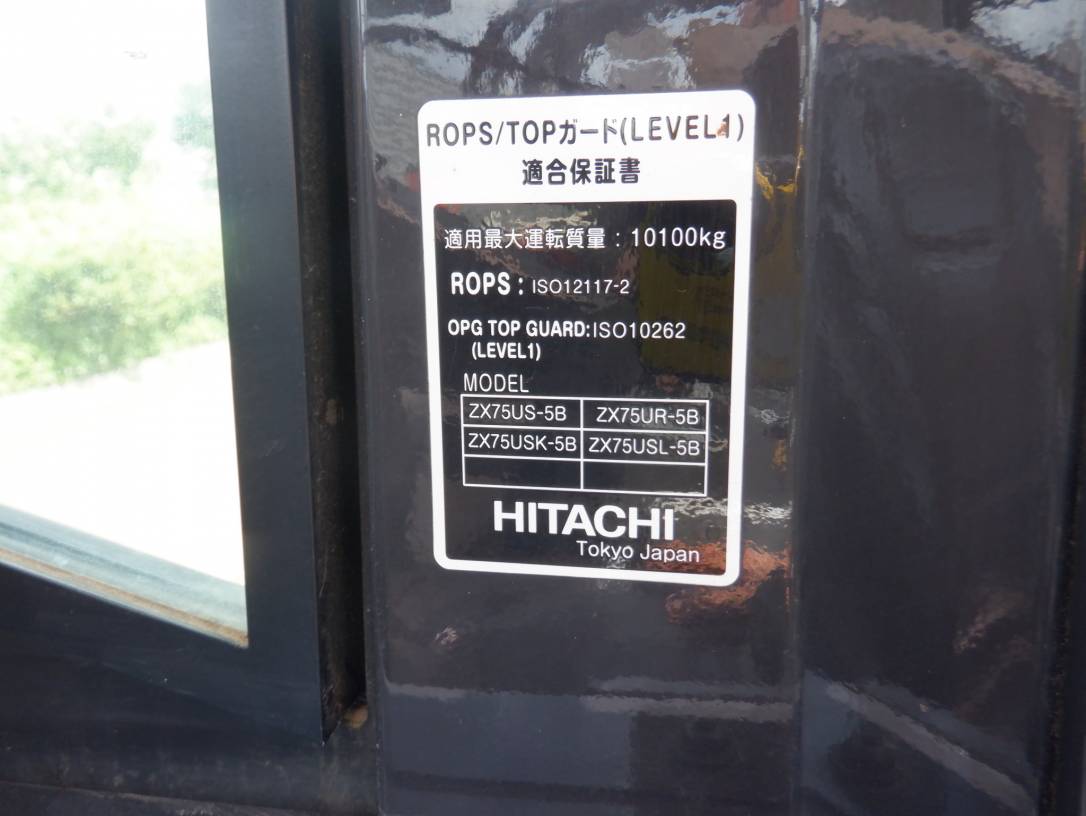 ROPS/TOPガード(LEVEL1)
適合保証書
適用最大運転質量 : 10100kg
ROPS : ISO12117-2
OPG TOP GUARD:ISO10262
(LEVEL1)
MODEL
ZX75US-5B ZX75UR-5B
ZX75USK-5B ZX75USL-5B
HITACHI
Tokyo Japan